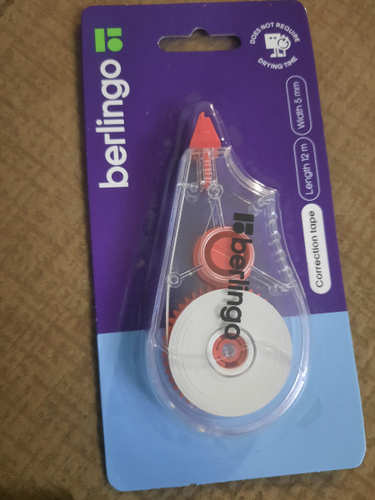 berlingo
DOES NOT REQUIRE
DRYING TIME
Width 5 mm
Length 12 m
Correction tape
berlingo